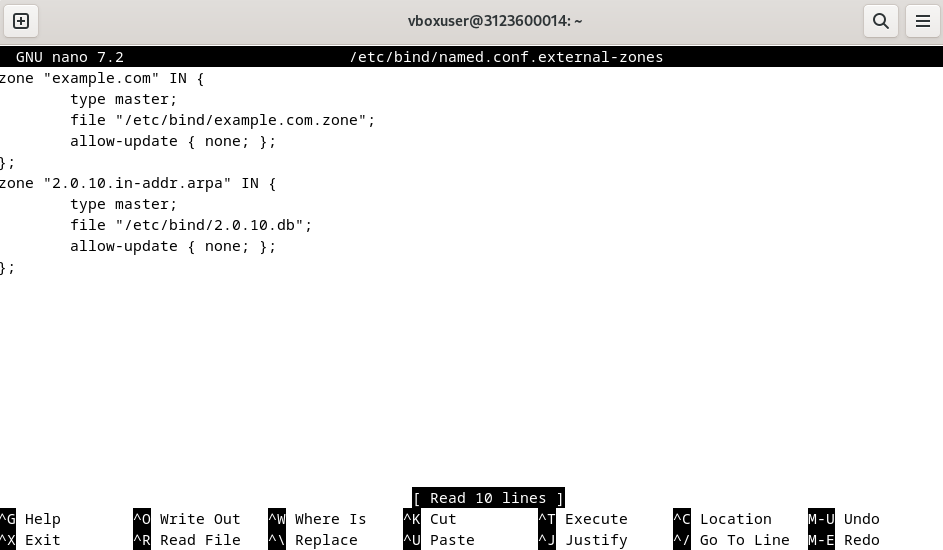 vboxuser@3123600014: ~
GNU nano 7.2 /etc/bind/named.conf.external-zones
zone "example.com" IN {
        type master;
        file "/etc/bind/example.com.zone";
        allow-update { none; };
};
zone "2.0.10.in-addr.arpa" IN {
        type master;
        file "/etc/bind/2.0.10.db";
        allow-update { none; };
};
[ Read 10 lines ]
^G Help ^O Write Out ^W Where Is ^K Cut ^T Execute ^C Location M-U Undo
^X Exit ^R Read File ^\ Replace ^U Paste ^J Justify ^/ Go To Line M-E Redo